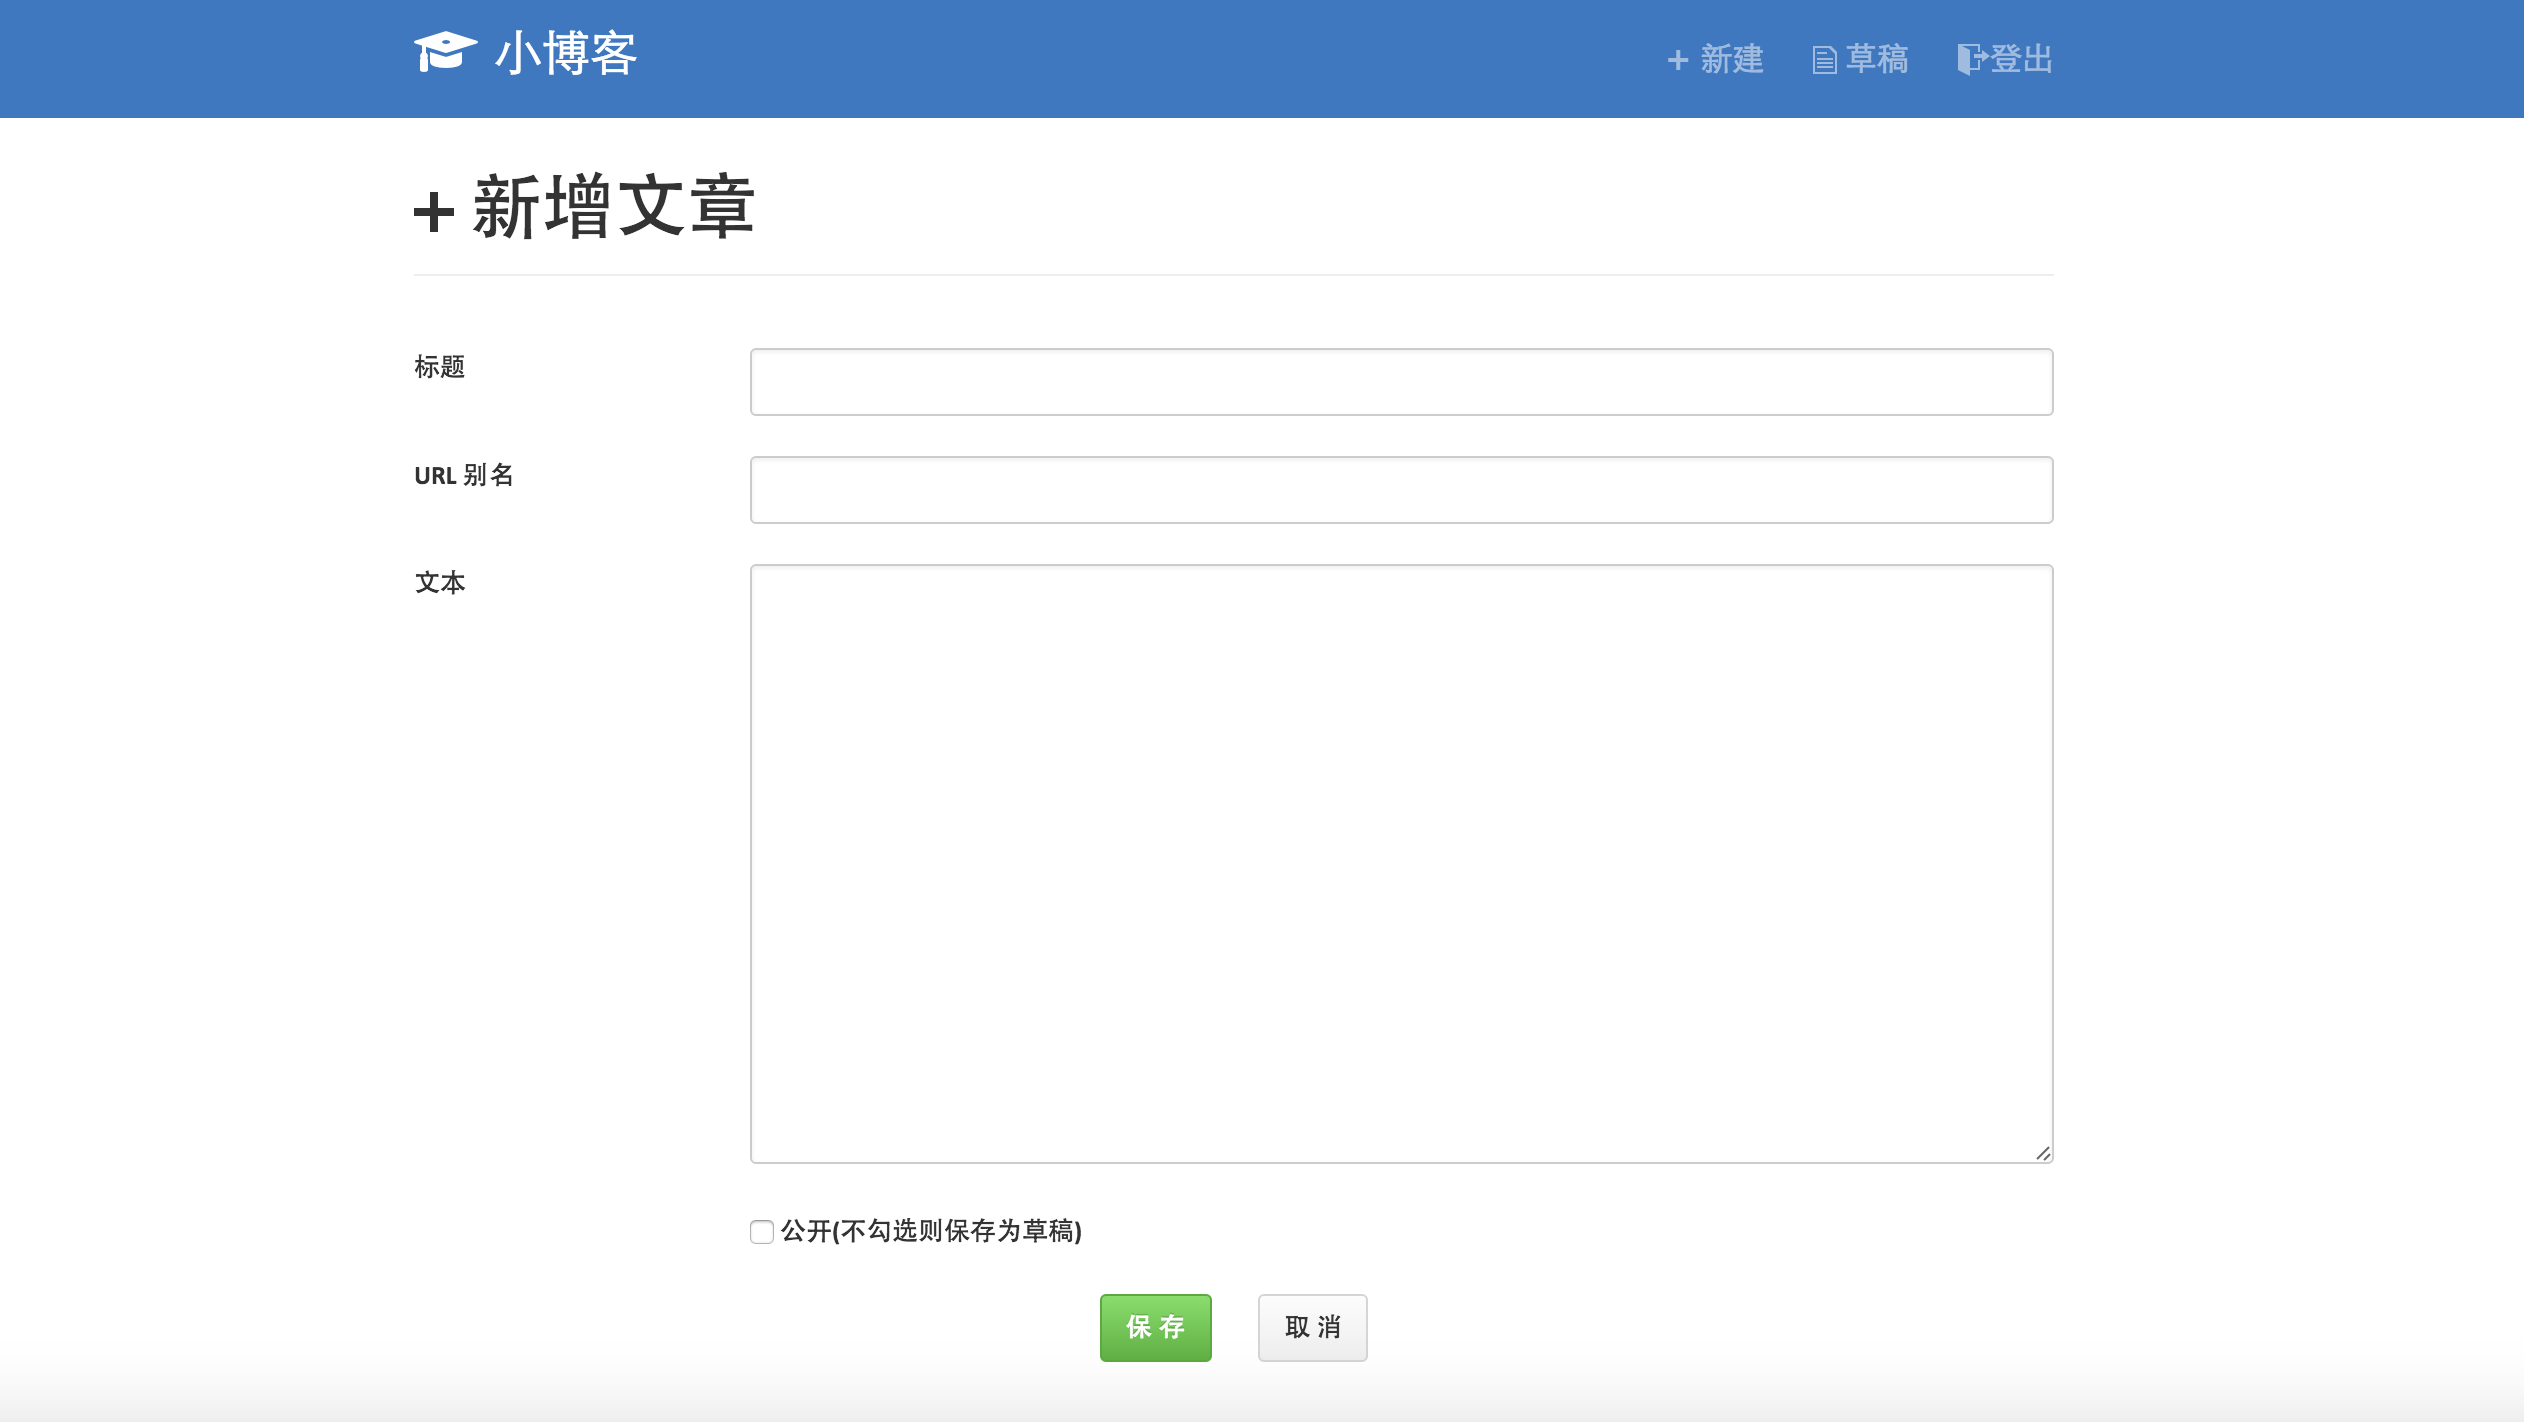 小博客
+ 新建 草稿 登出
+ 新增文章
标题
URL 别名
文本
公开(不勾选则保存为草稿)
保 存 取 消